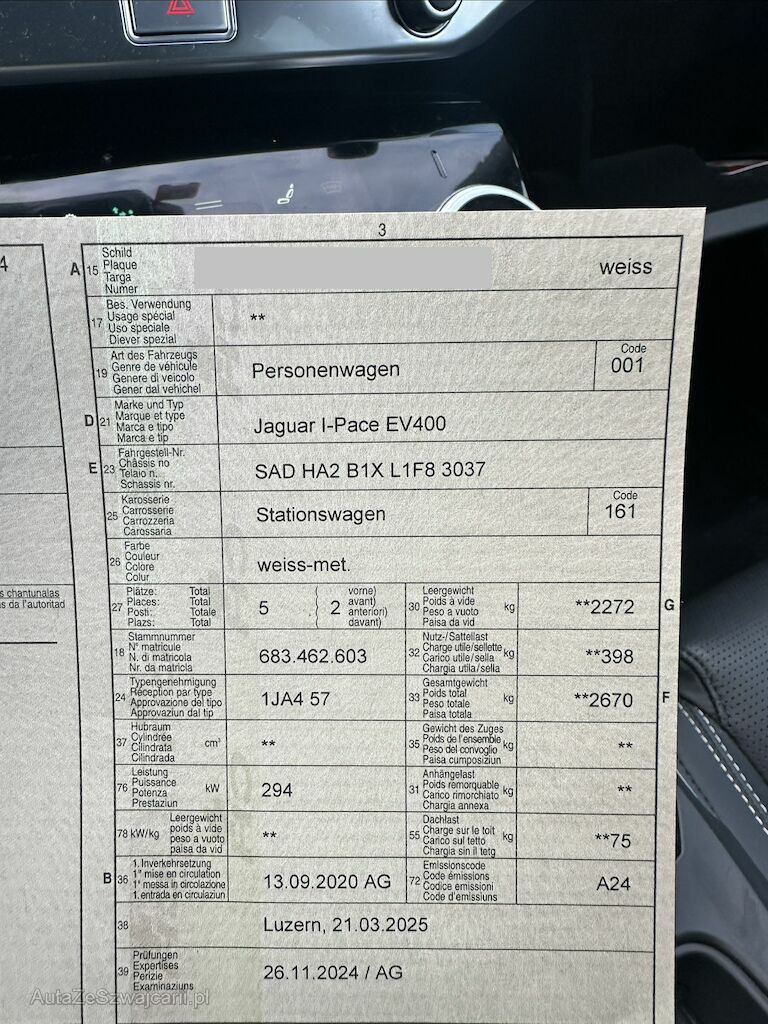 3
4
A 15 Schild
Plaque
Targa
Numer
weiss
17 Bes. Verwendung
Usage spécial
Uso speciale
Diever spezial
**
19 Art des Fahrzeugs
Genre de véhicule
Genere di veicolo
Gener dal vehichel
Personenwagen
Code
001
D 21 Marke und Typ
Marque et type
Marca e tipo
Marca e tip
Jaguar I-Pace EV400
E 23 Fahrgestell-Nr.
Châssis no
Telaio n.
Schassis nr.
SAD HA2 B1X L1F8 3037
25 Karosserie
Carrosserie
Carrozzeria
Carossaria
Stationswagen
Code
161
26 Farbe
Couleur
Colore
Colur
weiss-met.
s chantunalas
s da l'autoritad
27 Plätze: Total
Places: Total
Posti: Totale
Plazs: Total
5 ( 2 vorne)
avant)
anteriori)
davant)
30 Leergewicht
Poids à vide
Peso a vuoto
Paisa da vid
kg
**2272 G
18 Stammnummer
N° matricule
N. di matricola
Nr. da matricla
683.462.603
32 Nutz-/Sattellast
Charge utile/sellette
Carico utile/sella
Chargia utila/sella
kg
**398
24 Typengenehmigung
Réception par type
Approvazione del tipo
Approvaziun dal tip
1JA4 57
33 Gesamtgewicht
Poids total
Peso totale
Paisa totala
kg
**2670 F
37 Hubraum
Cylindrée
Cilindrata
Cilindrada
cm³
**
35 Gewicht des Zuges
Poids de l'ensemble
Peso del convoglio
Paisa cumposiziun
kg
**
76 Leistung
Puissance
Potenza
Prestaziun
kW
294
31 Anhängelast
Poids remorquable
Carico rimorchiato
Chargia annexa
kg
**
78 kW/kg Leergewicht
poids à vide
peso a vuoto
paisa da vid
**
55 Dachlast
Charge sur le toit
Carico sul tetto
Chargia sin il tetg
kg
**75
B 36 1. Inverkehrsetzung
1re mise en circulation
1a messa in circolazione
1. entrada en circulaziun
13.09.2020 AG
72 Emissionscode
Code émissions
Codice emissioni
Code d'emissiuns
A24
38 Luzern, 21.03.2025
39 Prüfungen
Expertises
Perizie
Examinaziuns
26.11.2024 / AG
AutaZeSzwajcarii.pl